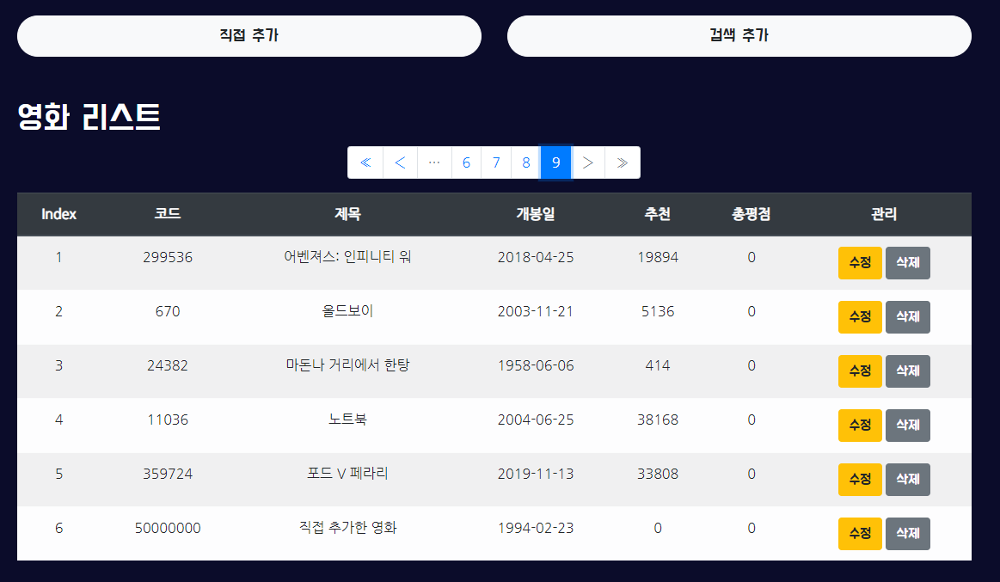 직접 추가 검색 추가
영화 리스트
≪ < ... 6 7 8 9 > ≫
Index 코드 제목 개봉일 추천 총평점 관리
1 299536 어벤져스: 인피니티 워 2018-04-25 19894 0 수정 삭제
2 670 올드보이 2003-11-21 5136 0 수정 삭제
3 24382 마돈나 거리에서 한탕 1958-06-06 414 0 수정 삭제
4 11036 노트북 2004-06-25 38168 0 수정 삭제
5 359724 포드 V 페라리 2019-11-13 33808 0 수정 삭제
6 50000000 직접 추가한 영화 1994-02-23 0 0 수정 삭제